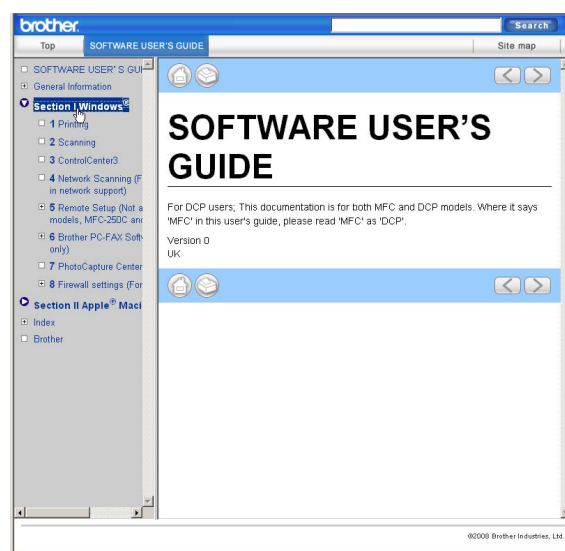 brother.
Search
Top
SOFTWARE USER'S GUIDE
Site map
SOFTWARE USER' S GUI
General Information
Section I Windows®
1 Printing
2 Scanning
3 ControlCenter3
4 Network Scanning (F
in network support)
5 Remote Setup (Not a
models, MFC-250C and
6 Brother PC-FAX Soft
only)
7 PhotoCapture Center
8 Firewall settings (For
Section II Apple® Maci
Index
Brother
SOFTWARE USER'S
GUIDE
For DCP users; This documentation is for both MFC and DCP models. Where it says
'MFC' in this user's guide, please read 'MFC' as 'DCP'.
Version 0
UK
©2008 Brother Industries, Ltd.